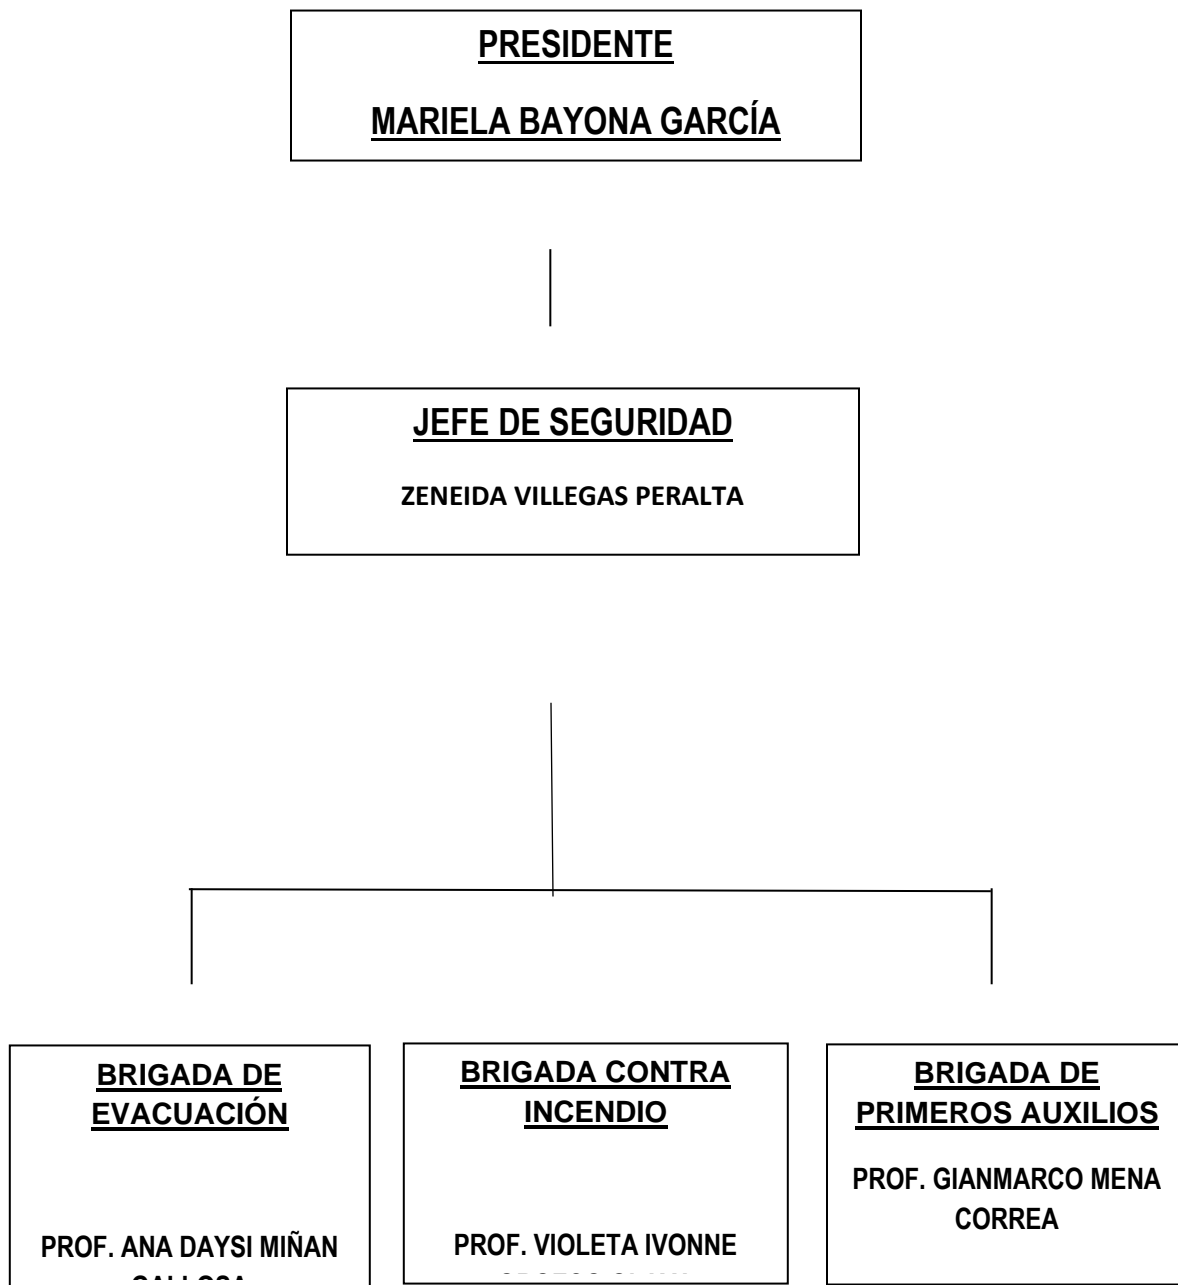 PRESIDENTE
MARIELA BAYONA GARCÍA
JEFE DE SEGURIDAD
ZENEIDA VILLEGAS PERALTA
BRIGADA DE
EVACUACIÓN
PROF. ANA DAYSI MIÑAN
BRIGADA CONTRA
INCENDIO
PROF. VIOLETA IVONNE
BRIGADA DE
PRIMEROS AUXILIOS
PROF. GIANMARCO MENA
CORREA